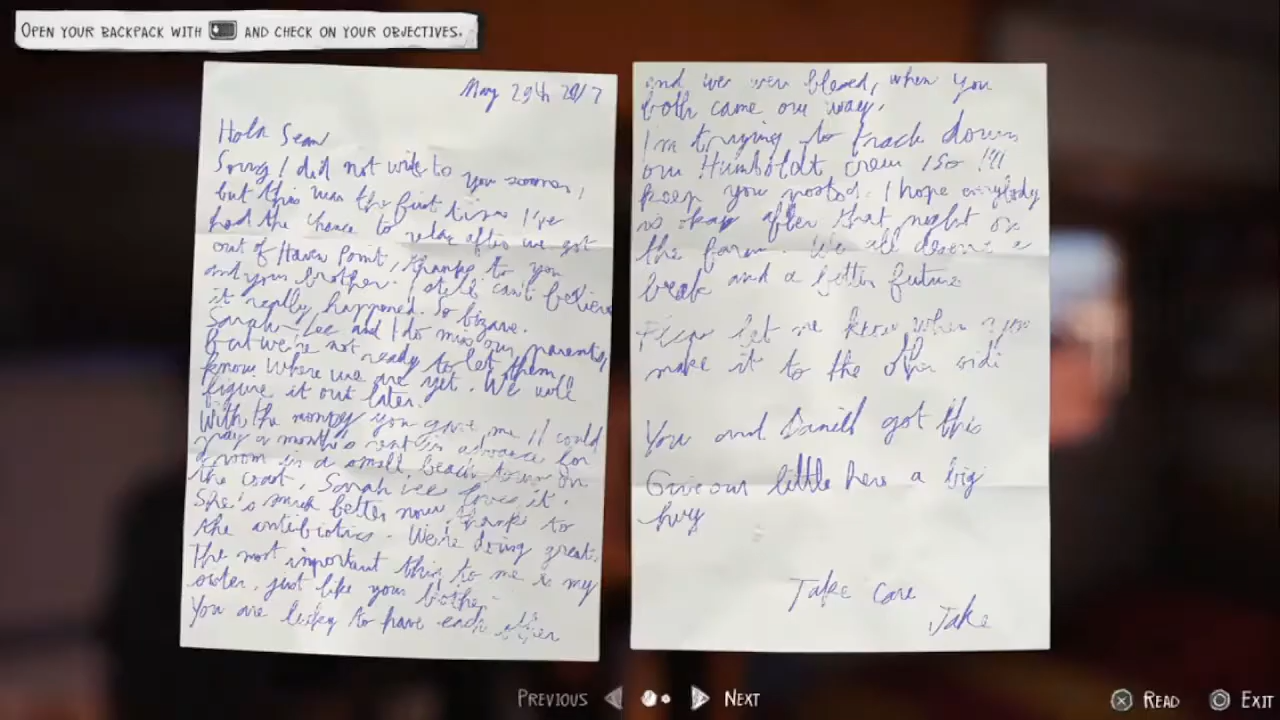 OPEN YOUR BACKPACK WITH AND CHECK ON YOUR OBJECTIVES.
May 29th 2017
Hola Sean
Sorry I did not write to you sooner,
but this was the first time I've
had the chance to relax after we got
out of Haven Point, thanks to you
and your brother. I still can't believe
it really happened. So bizare.
Sarah-Lee and I do miss our parents,
but we're not ready to let them
know where we are yet. We will
figure it out later.
With the money you gave me I could
pay a month's rent in advance for
a room in a small beach town on
the coast. Sarah Lee loves it.
She's much better now, thanks to
the antibiotics. We're doing great.
The most important thing to me is my
sister, just like your brother.
You are lucky to have each other
and we were blessed, when you
both came our way.
I'm trying to track down
our Humboldt crew so I'll
keep you posted. I hope everybody
is okay after that night on
the farm. We all deserve a
break and a better future
Please let me know when you
make it to the other side
You and Daniel got this
Give our little hero a big
hug
Take care
Jake
PREVIOUS NEXT
READ EXIT